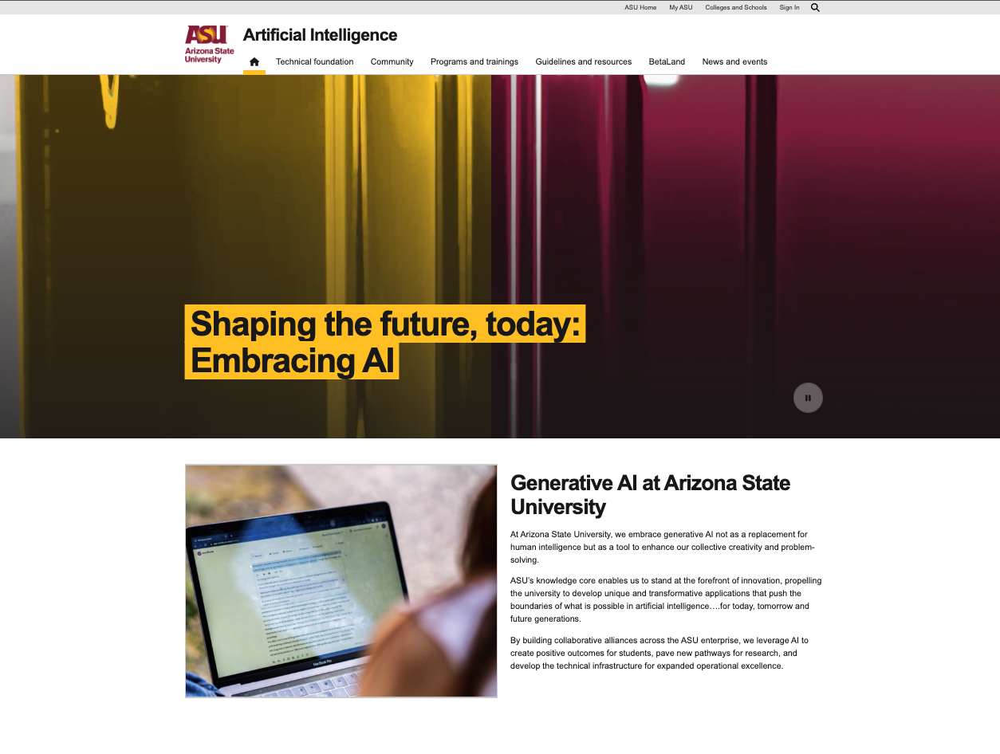 ASU Home My ASU Colleges and Schools Sign In
ASU
Arizona State
University
Artificial Intelligence
Technical foundation Community Programs and trainings Guidelines and resources BetaLand News and events
Shaping the future, today:
Embracing AI
Generative AI at Arizona State
University
At Arizona State University, we embrace generative AI not as a replacement for
human intelligence but as a tool to enhance our collective creativity and problem-
solving.
ASU’s knowledge core enables us to stand at the forefront of innovation, propelling
the university to develop unique and transformative applications that push the
boundaries of what is possible in artificial intelligence….for today, tomorrow and
future generations.
By building collaborative alliances across the ASU enterprise, we leverage AI to
create positive outcomes for students, pave new pathways for research, and
develop the technical infrastructure for expanded operational excellence.
MacBook Pro